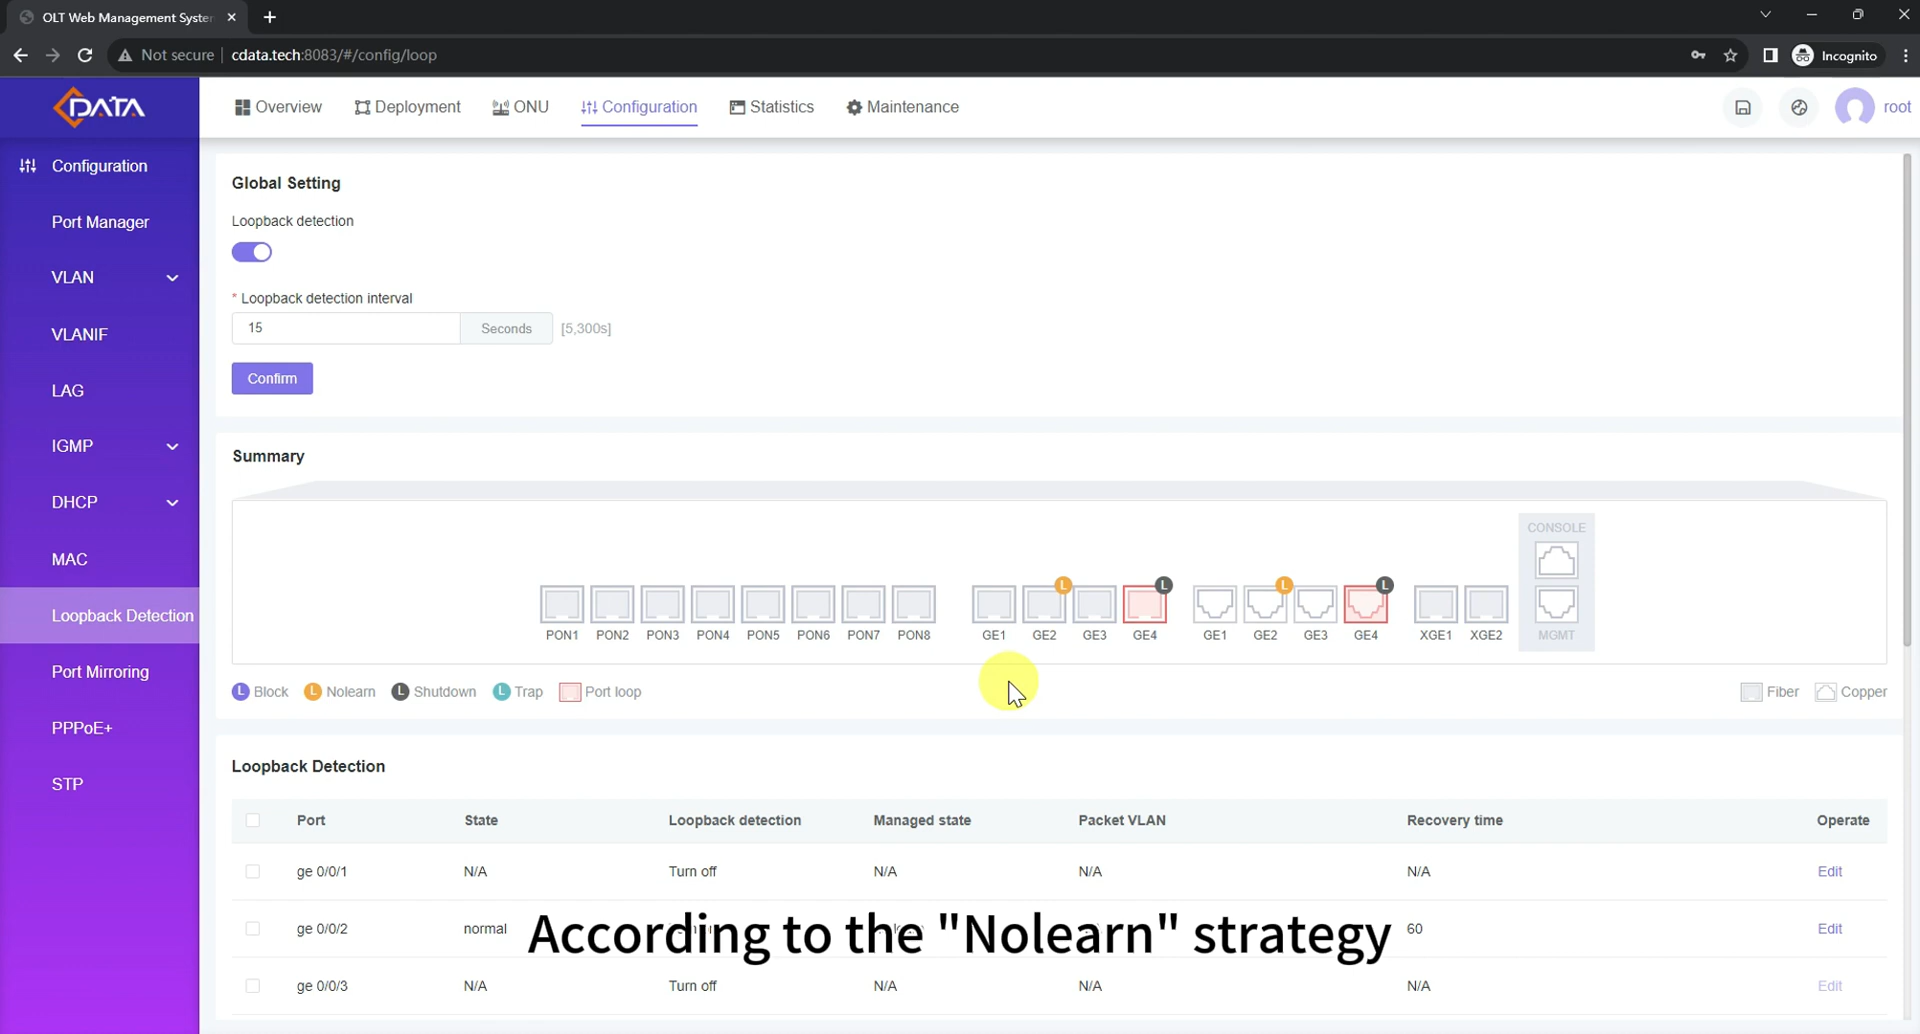 OLT Web Management Syster
Not secure
cdata.tech:8083/#/config/loop
Incognito
DATA
Overview
Deployment
ONU
Configuration
Statistics
Maintenance
root
Configuration
Port Manager
VLAN
VLANIF
LAG
IGMP
DHCP
MAC
Loopback Detection
Port Mirroring
PPPoE+
STP
Global Setting
Loopback detection
* Loopback detection interval
15 Seconds [5,300s]
Confirm
Summary
CONSOLE
L L L L
PON1 PON2 PON3 PON4 PON5 PON6 PON7 PON8 GE1 GE2 GE3 GE4 GE1 GE2 GE3 GE4 XGE1 XGE2 MGMT
L Block L Nolearn L Shutdown L Trap Port loop Fiber Copper
Loopback Detection
Port State Loopback detection Managed state Packet VLAN Recovery time Operate
ge 0/0/1 N/A Turn off N/A N/A N/A Edit
ge 0/0/2 normal 60 Edit
According to the "Nolearn" strategy
ge 0/0/3 N/A Turn off N/A N/A N/A Edit